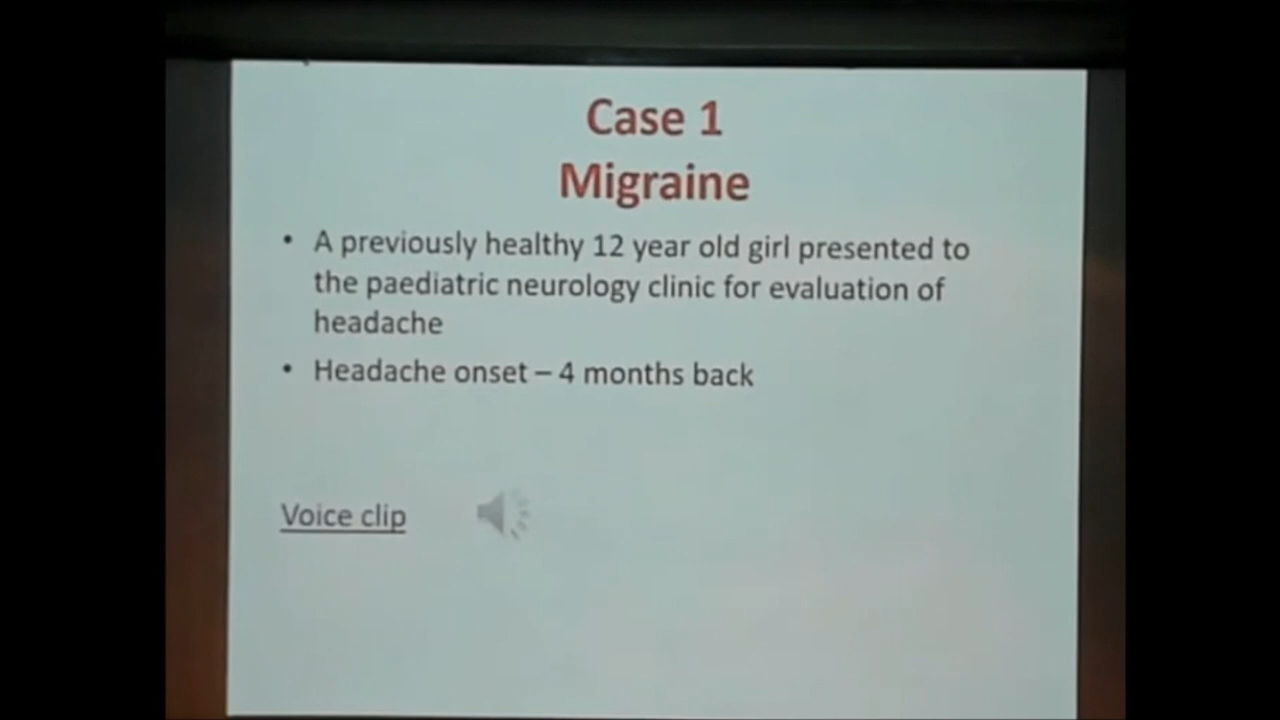 Case 1
Migraine
• A previously healthy 12 year old girl presented to
the paediatric neurology clinic for evaluation of
headache
• Headache onset – 4 months back
Voice clip